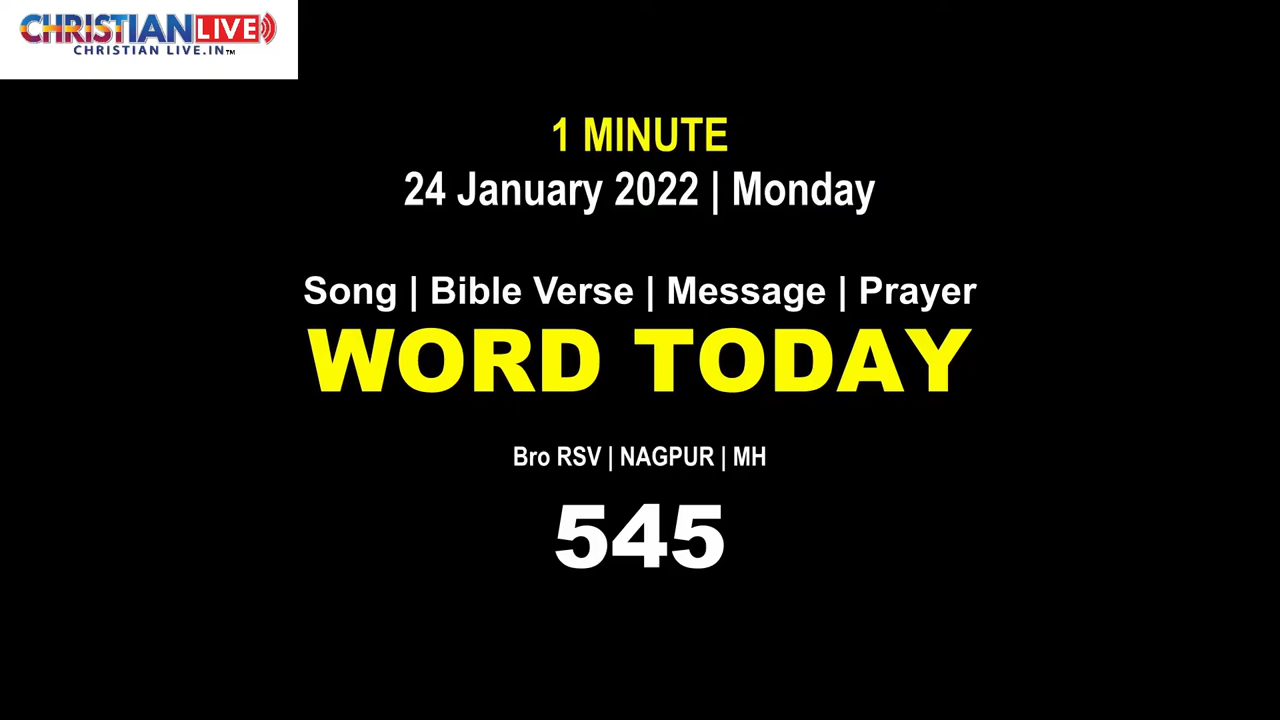 CHRISTIANLIVE
CHRISTIAN LIVE.IN™
1 MINUTE
24 January 2022 | Monday
Song | Bible Verse | Message | Prayer
WORD TODAY
Bro RSV | NAGPUR | MH
545